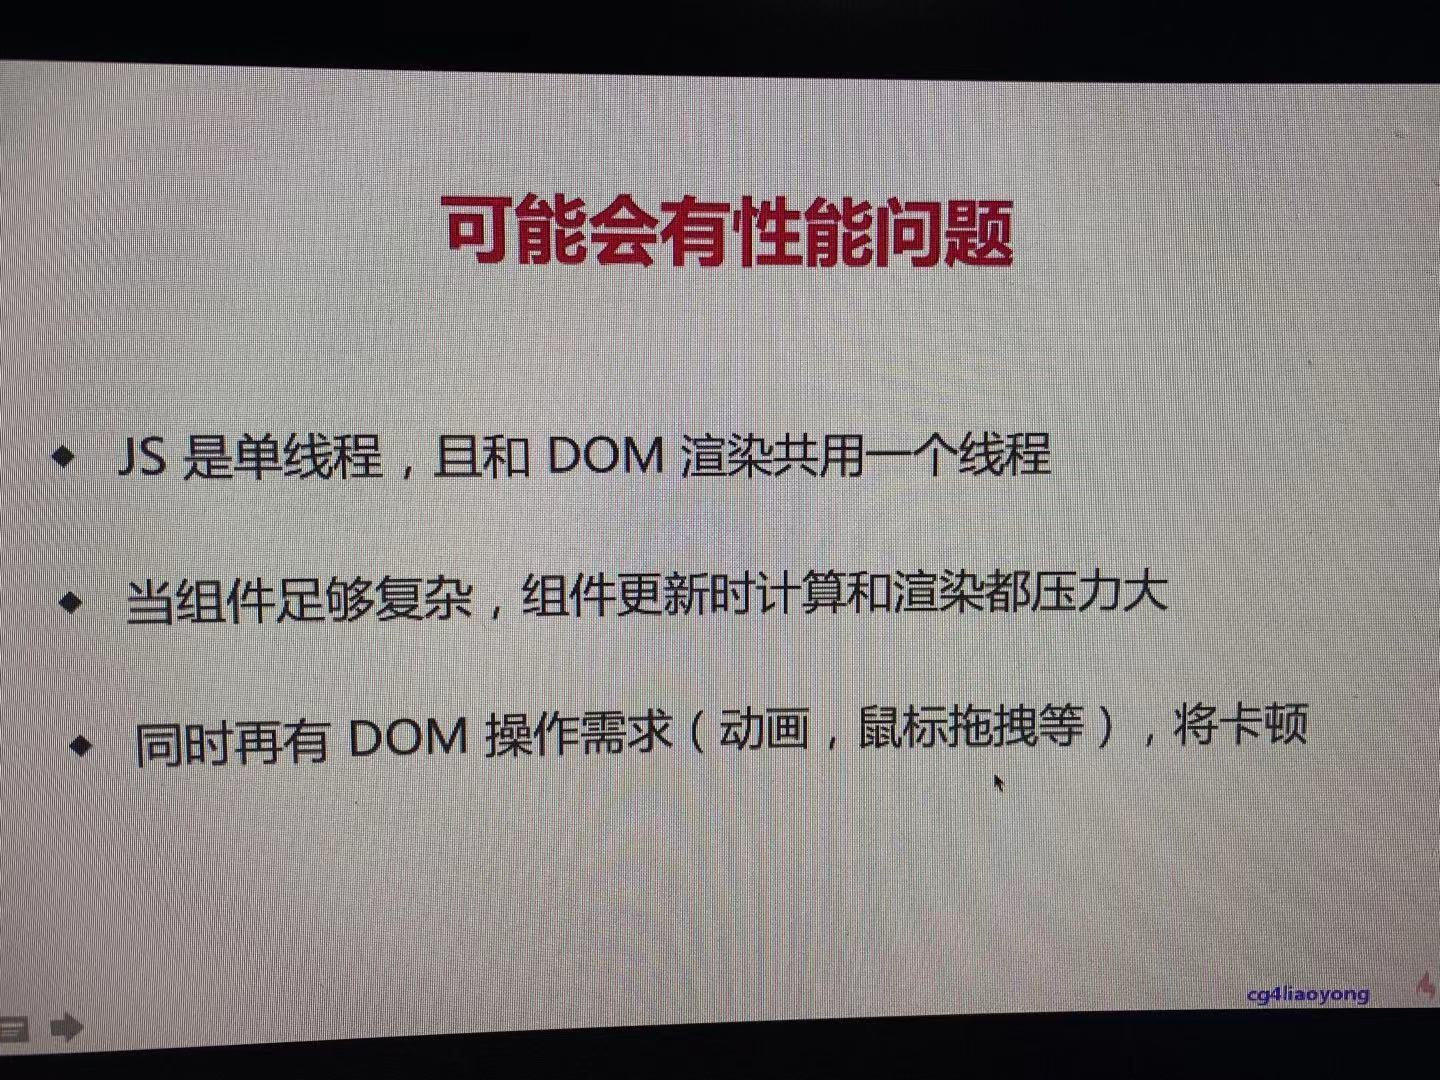 可能会有性能问题
◆ JS 是单线程，且和 DOM 渲染共用一个线程
◆ 当组件足够复杂，组件更新时计算和渲染都压力大
◆ 同时再有 DOM 操作需求（动画，鼠标拖拽等），将卡顿
cg4liaoyong